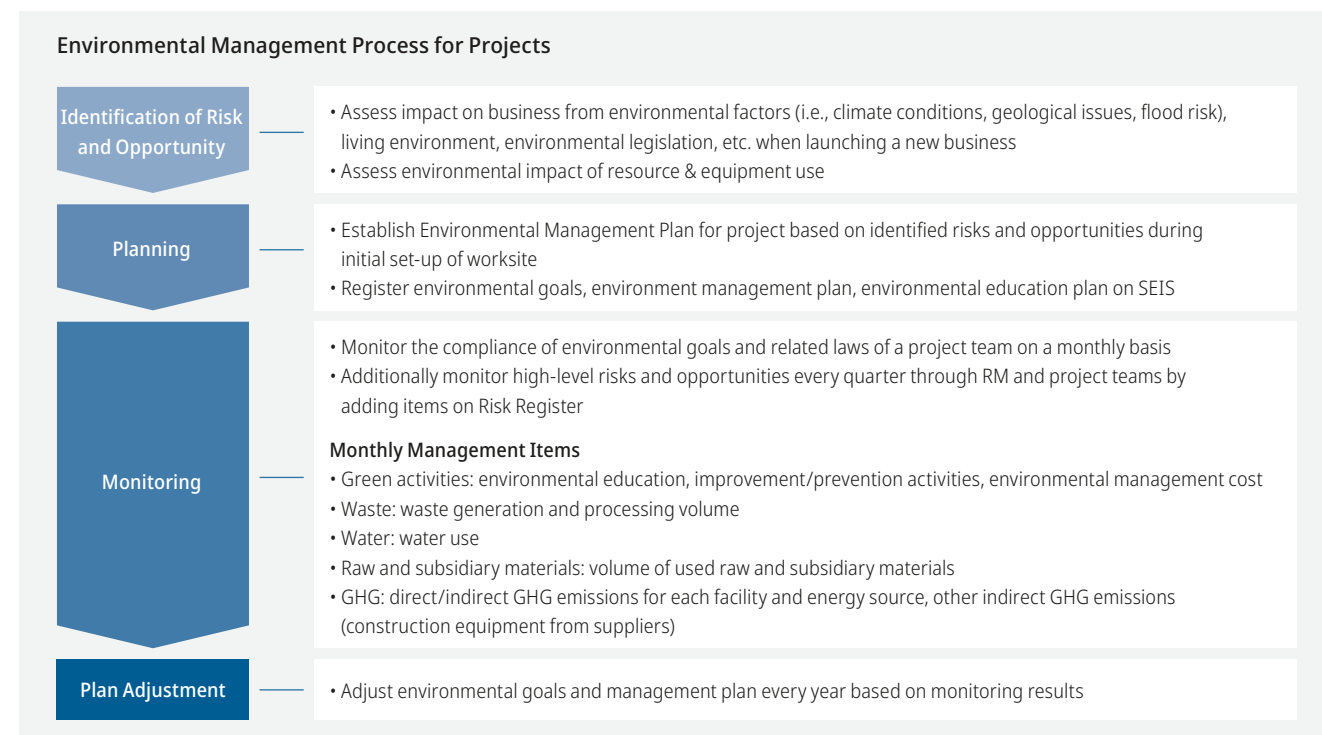 Environmental Management Process for Projects
Identification of Risk
and Opportunity
• Assess impact on business from environmental factors (i.e., climate conditions, geological issues, flood risk),
living environment, environmental legislation, etc. when launching a new business
• Assess environmental impact of resource & equipment use
Planning
• Establish Environmental Management Plan for project based on identified risks and opportunities during
initial set-up of worksite
• Register environmental goals, environment management plan, environmental education plan on SEIS
Monitoring
• Monitor the compliance of environmental goals and related laws of a project team on a monthly basis
• Additionally monitor high-level risks and opportunities every quarter through RM and project teams by
adding items on Risk Register
Monthly Management Items
• Green activities: environmental education, improvement/prevention activities, environmental management cost
• Waste: waste generation and processing volume
• Water: water use
• Raw and subsidiary materials: volume of used raw and subsidiary materials
• GHG: direct/indirect GHG emissions for each facility and energy source, other indirect GHG emissions
(construction equipment from suppliers)
Plan Adjustment
• Adjust environmental goals and management plan every year based on monitoring results